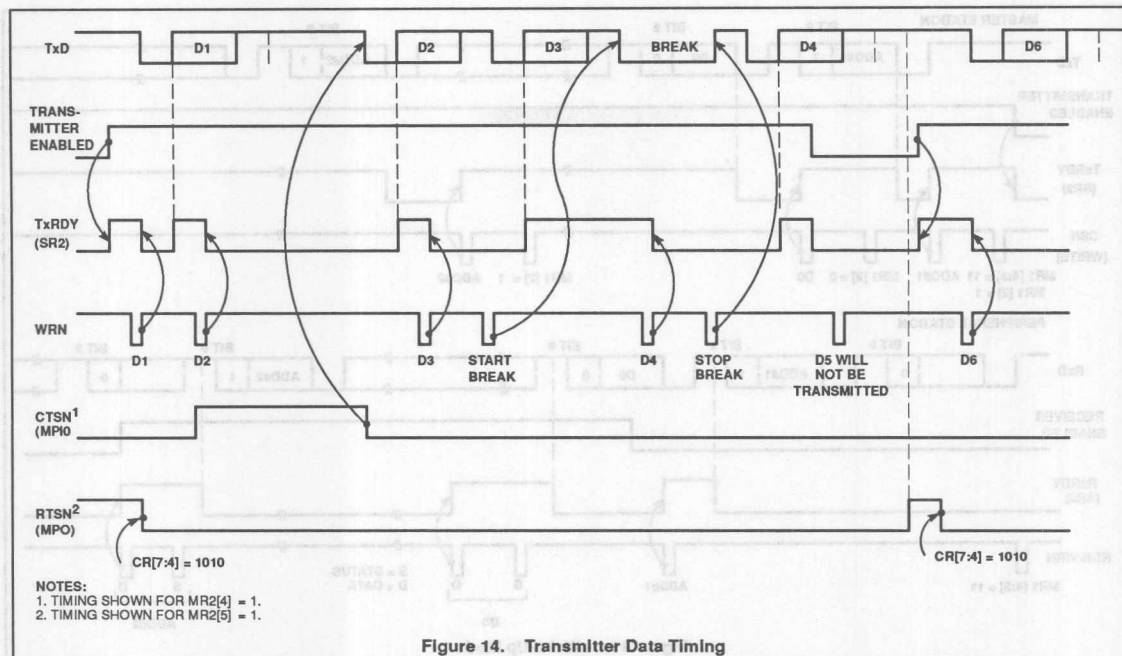 TxD D1 D2 D3 BREAK D4 D6
TRANS-
MITTER
ENABLED
TxRDY
(SR2)
WRN
D1 D2 D3 START BREAK D4 STOP BREAK D5 WILL NOT BE TRANSMITTED D6
CTSN1
(MPI0
RTSN2
(MPO)
CR[7:4] = 1010 CR[7:4] = 1010
NOTES:
1. TIMING SHOWN FOR MR2[4] = 1.
2. TIMING SHOWN FOR MR2[5] = 1.
Figure 14. Transmitter Data Timing